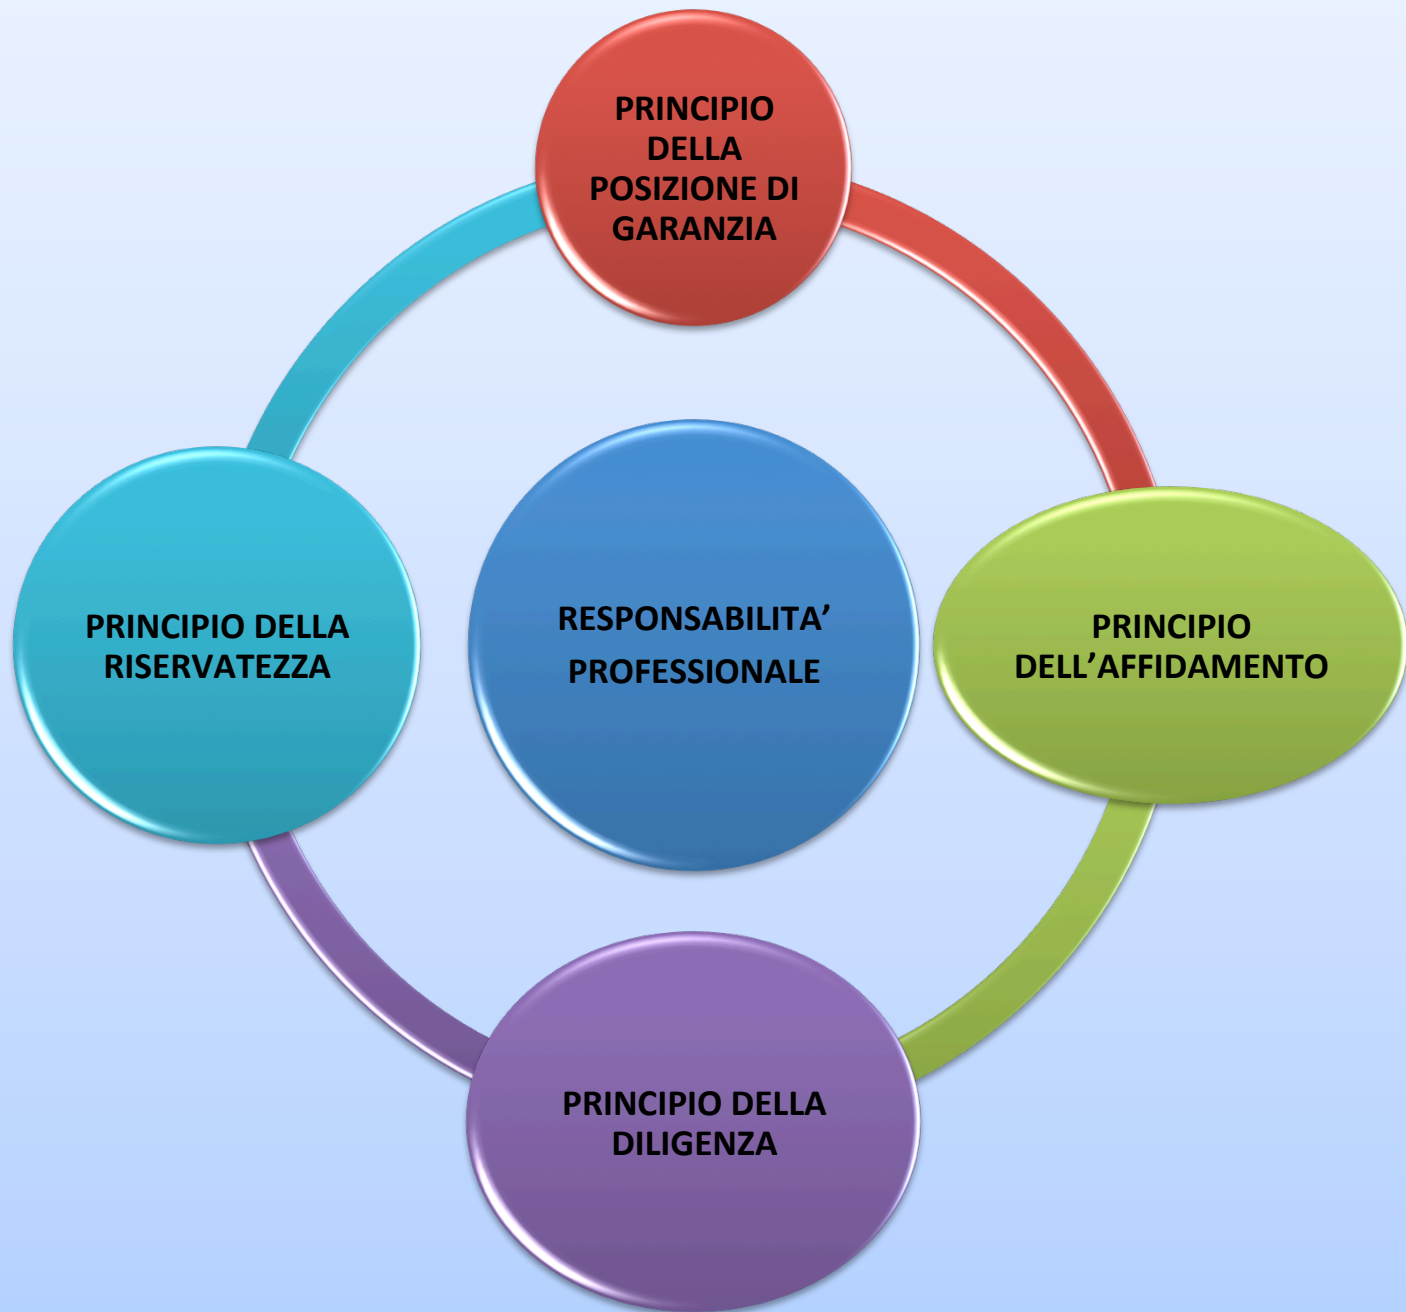 PRINCIPIO
DELLA
POSIZIONE DI
GARANZIA
PRINCIPIO DELLA
RISERVATEZZA
RESPONSABILITA’
PROFESSIONALE
PRINCIPIO
DELL’AFFIDAMENTO
PRINCIPIO DELLA
DILIGENZA